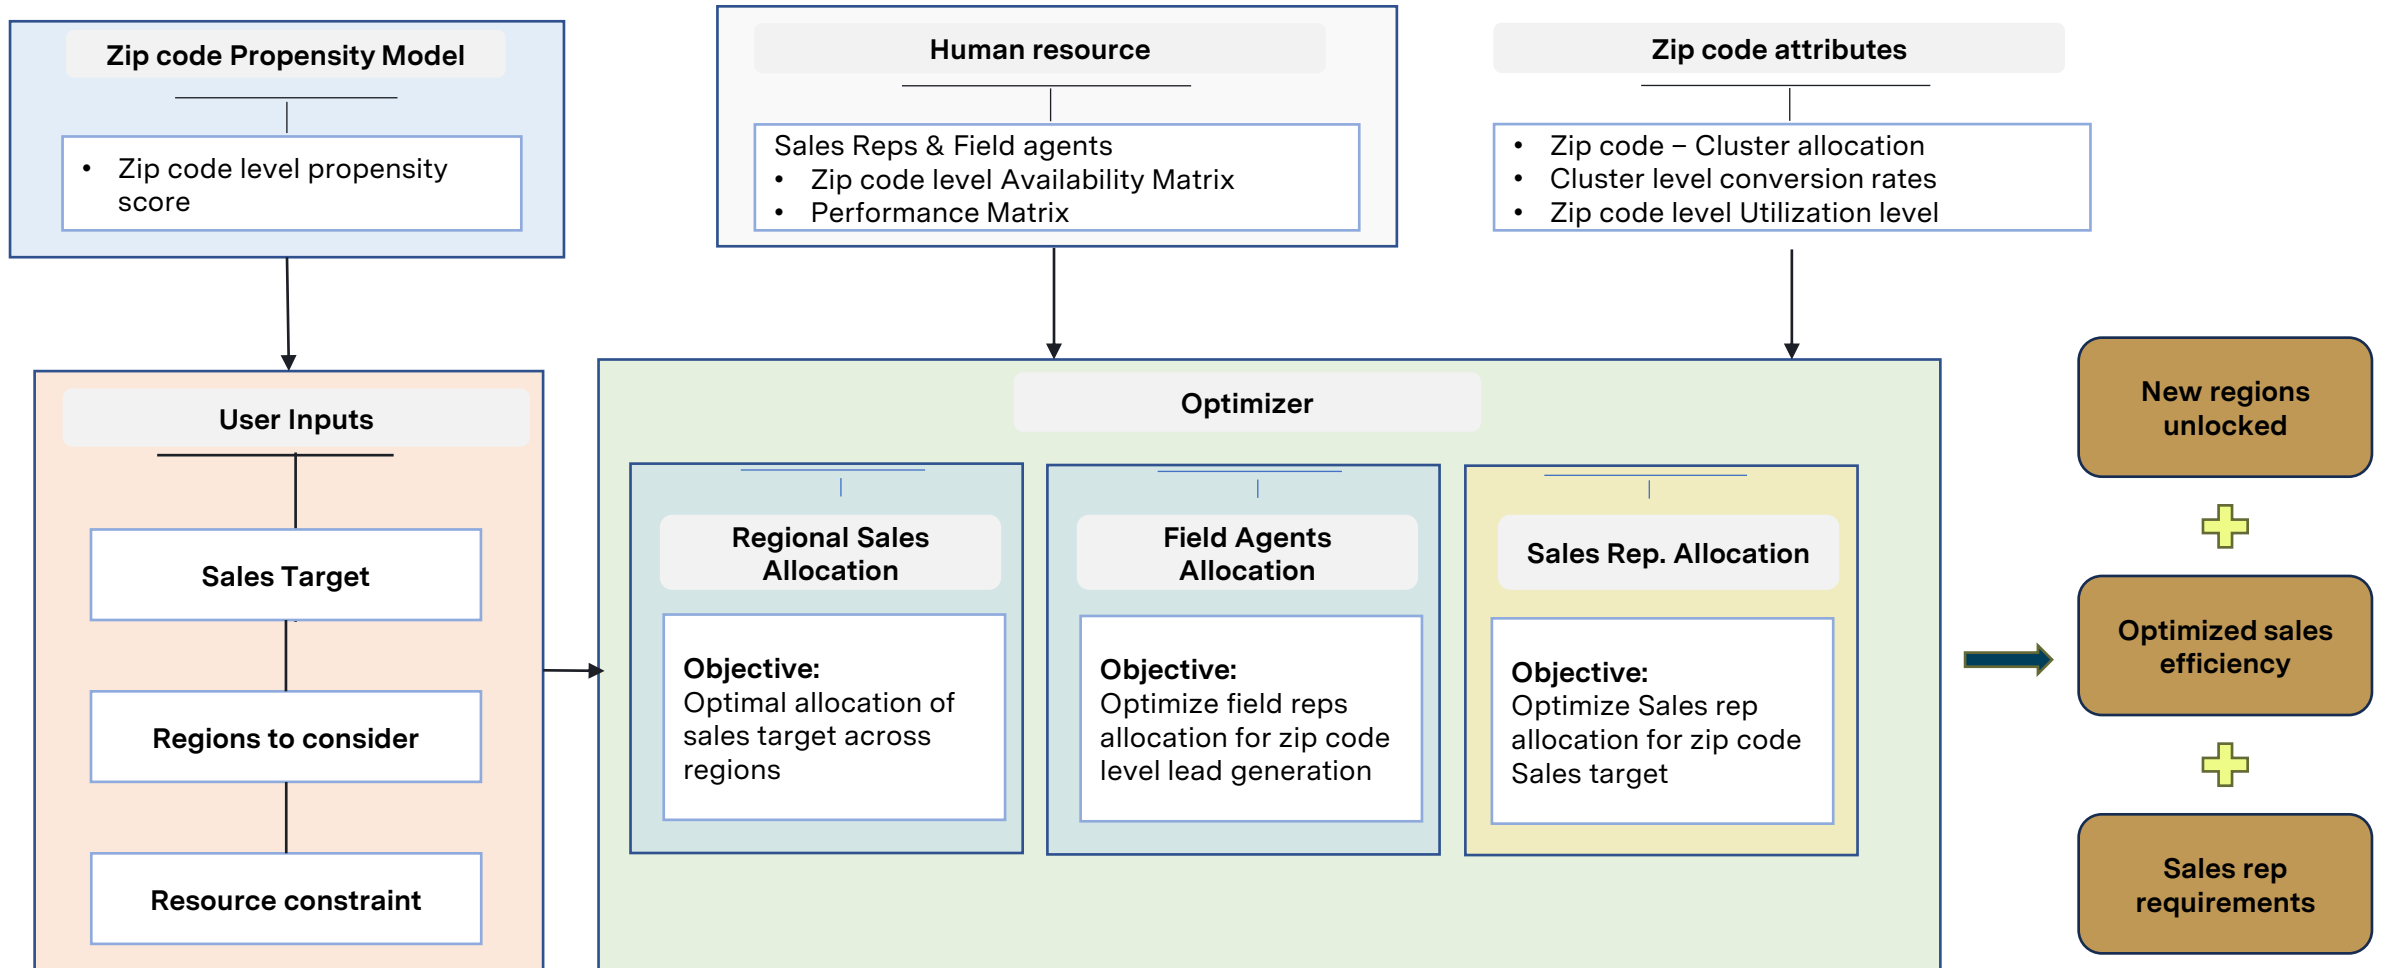 Zip code Propensity Model
• Zip code level propensity
score
Human resource
Sales Reps & Field agents
• Zip code level Availability Matrix
• Performance Matrix
Zip code attributes
• Zip code – Cluster allocation
• Cluster level conversion rates
• Zip code level Utilization level
User Inputs
Sales Target
Regions to consider
Resource constraint
Optimizer
Regional Sales
Allocation
Objective:
Optimal allocation of
sales target across
regions
Field Agents
Allocation
Objective:
Optimize field reps
allocation for zip code
level lead generation
Sales Rep. Allocation
Objective:
Optimize Sales rep
allocation for zip code
Sales target
New regions
unlocked
Optimized sales
efficiency
Sales rep
requirements